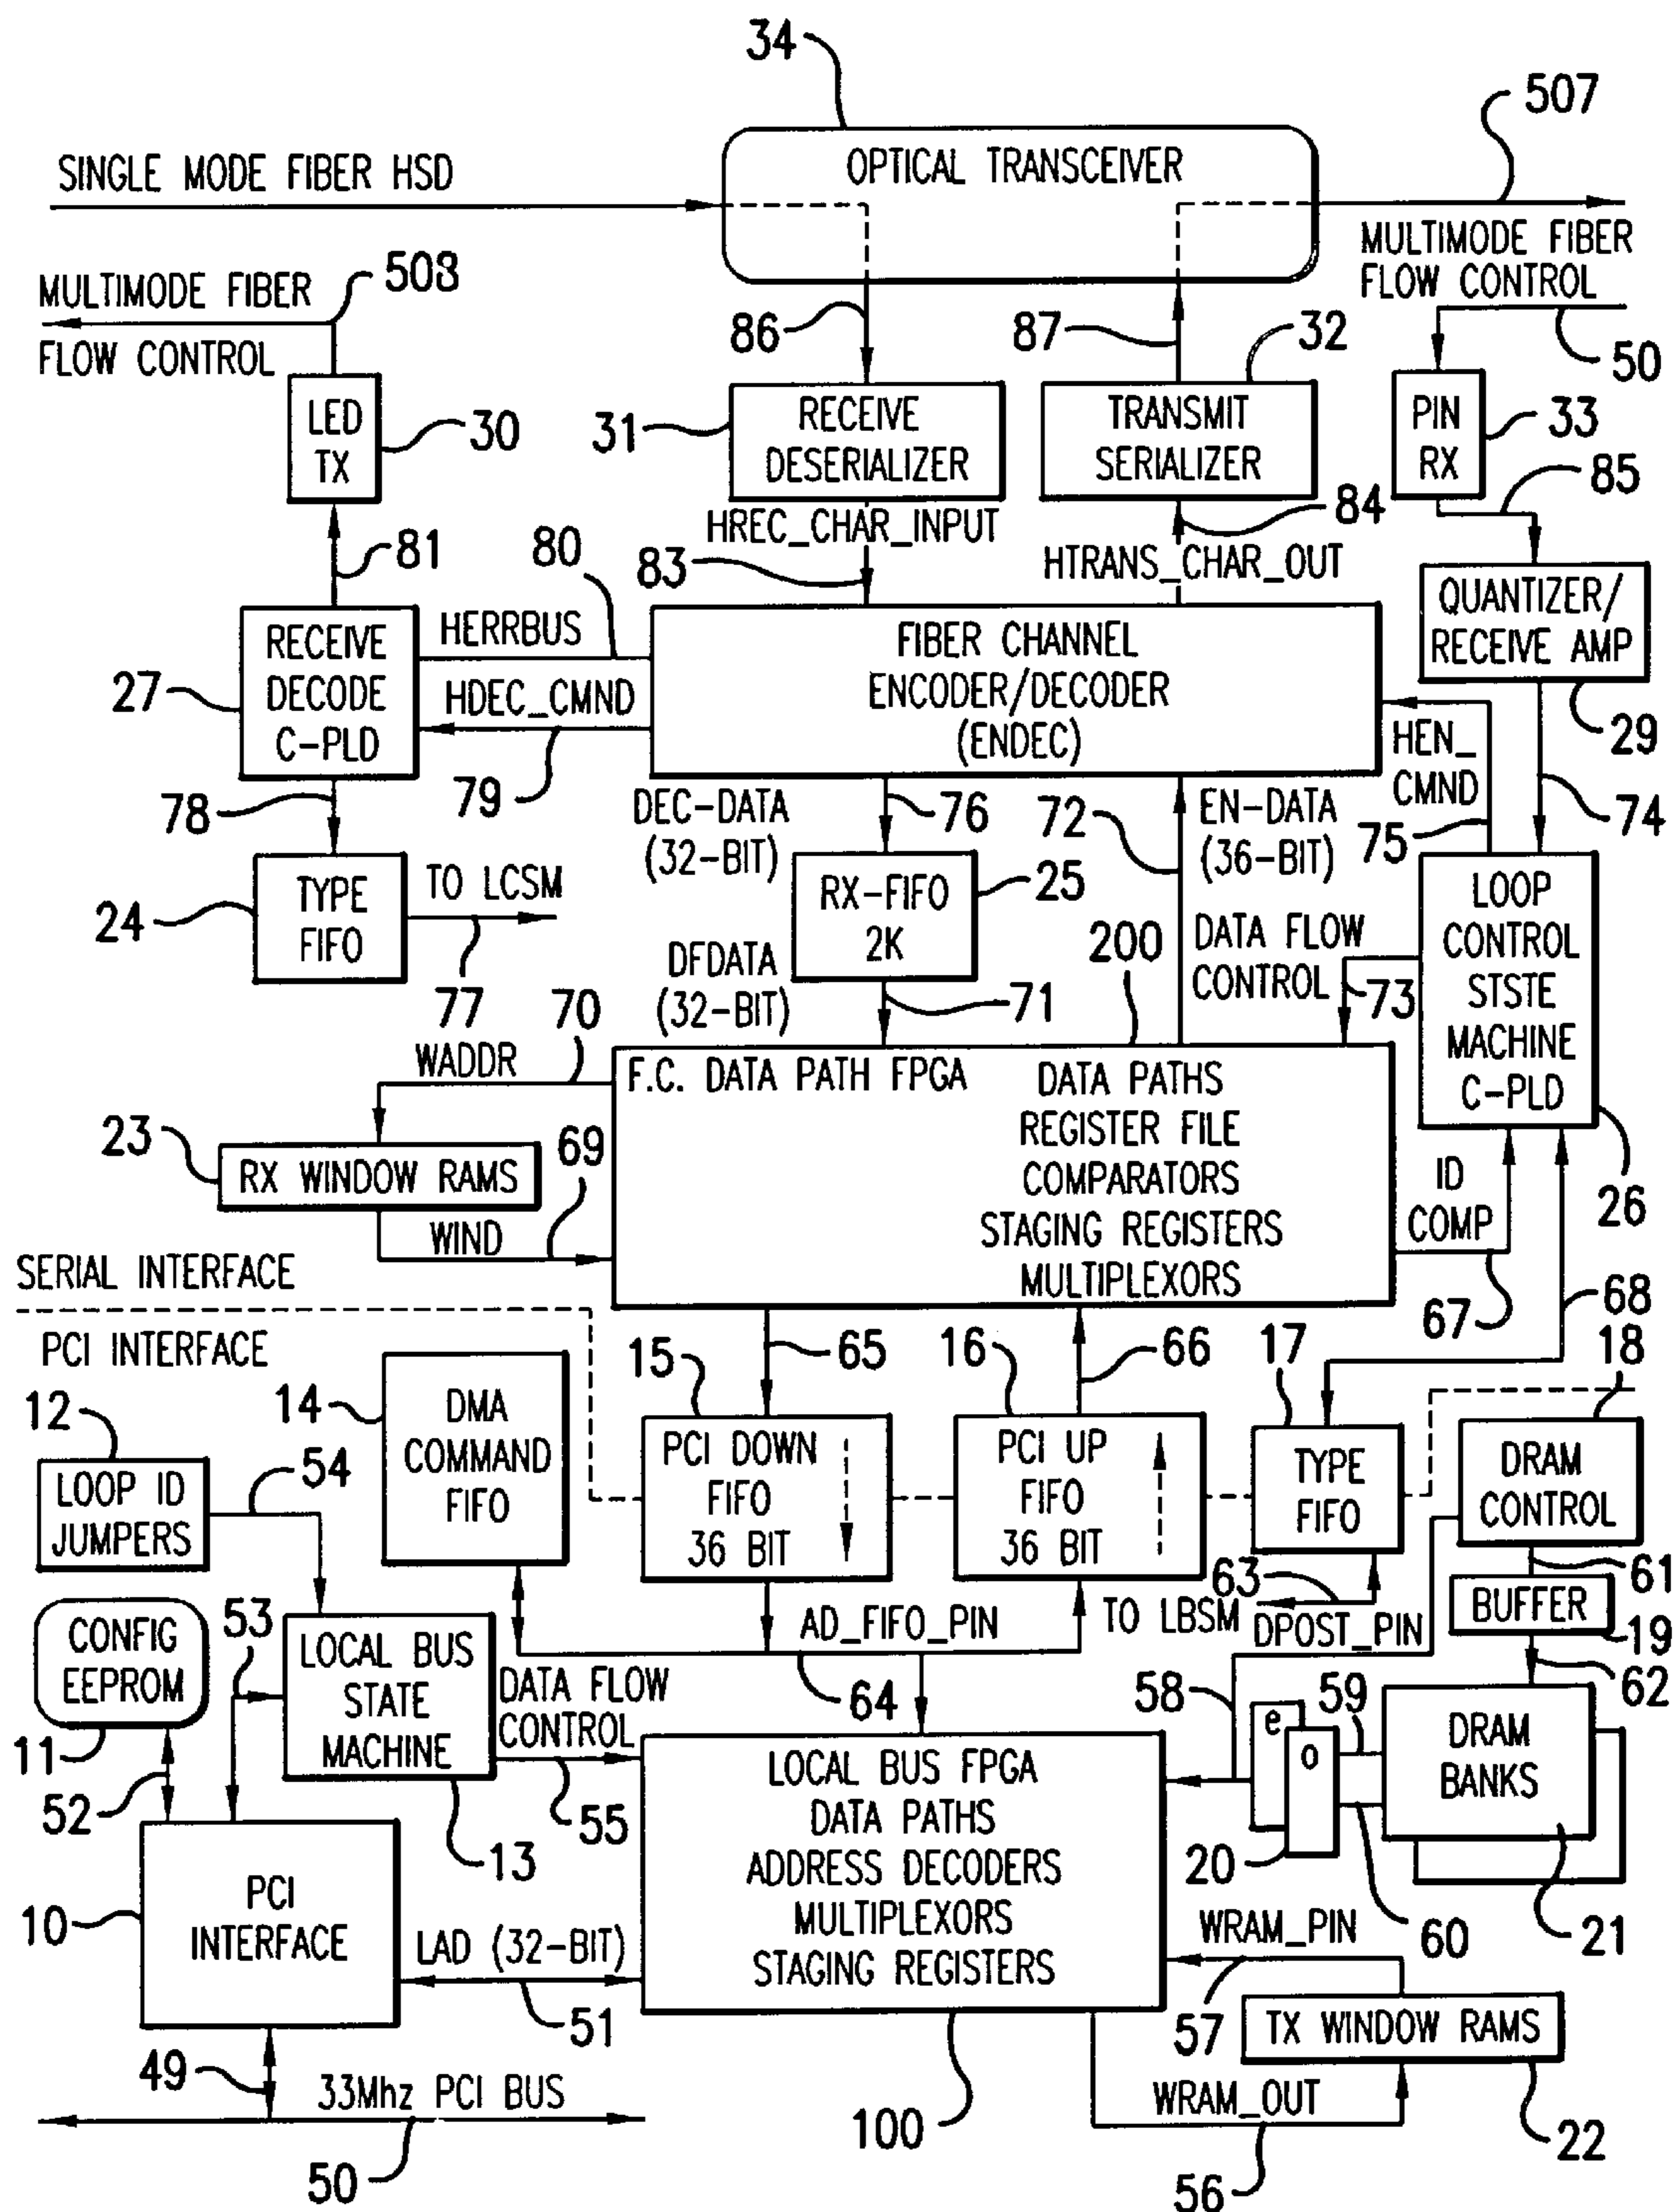 34
507
SINGLE MODE FIBER HSD
OPTICAL TRANSCEIVER
MULTIMODE FIBER
FLOW CONTROL
508
MULTIMODE FIBER
FLOW CONTROL
86
87
32
50
LED
TX
30
31
RECEIVE
DESERIALIZER
TRANSMIT
SERIALIZER
PIN
RX
33
85
81
80
HREC_CHAR_INPUT
83
84
HTRANS_CHAR_OUT
QUANTIZER/
RECEIVE AMP
29
27
RECEIVE
DECODE
C-PLD
HERRBUS
HDEC_CMND
79
FIBER CHANNEL
ENCODER/DECODER
(ENDEC)
HEN_
CMND
75
74
78
DEC-DATA
(32-BIT)
76
72
EN-DATA
(36-BIT)
24
TYPE
FIFO
TO LCSM
77
RX-FIFO
2K
25
200
DATA FLOW
CONTROL
73
LOOP
CONTROL
STSTE
MACHINE
C-PLD
26
DFDATA
(32-BIT)
71
70
WADDR
F.C. DATA PATH FPGA
DATA PATHS
REGISTER FILE
COMPARATORS
STAGING REGISTERS
MULTIPLEXORS
23
RX WINDOW RAMS
69
WIND
ID
COMP
67
68
SERIAL INTERFACE
PCI INTERFACE
65
66
12
LOOP ID
JUMPERS
54
14
DMA
COMMAND
FIFO
15
PCI DOWN
FIFO
36 BIT
16
PCI UP
FIFO
36 BIT
17
TYPE
FIFO
18
DRAM
CONTROL
61
63
TO LBSM
DPOST_PIN
BUFFER
19
62
CONFIG
EEPROM
11
53
LOCAL BUS
STATE
MACHINE
13
AD_FIFO_PIN
64
DATA FLOW
CONTROL
55
52
58
e
o
20
59
60
DRAM
BANKS
21
10
PCI
INTERFACE
LAD (32-BIT)
51
LOCAL BUS FPGA
DATA PATHS
ADDRESS DECODERS
MULTIPLEXORS
STAGING REGISTERS
100
WRAM_PIN
57
TX WINDOW RAMS
22
49
33Mhz PCI BUS
50
WRAM_OUT
56